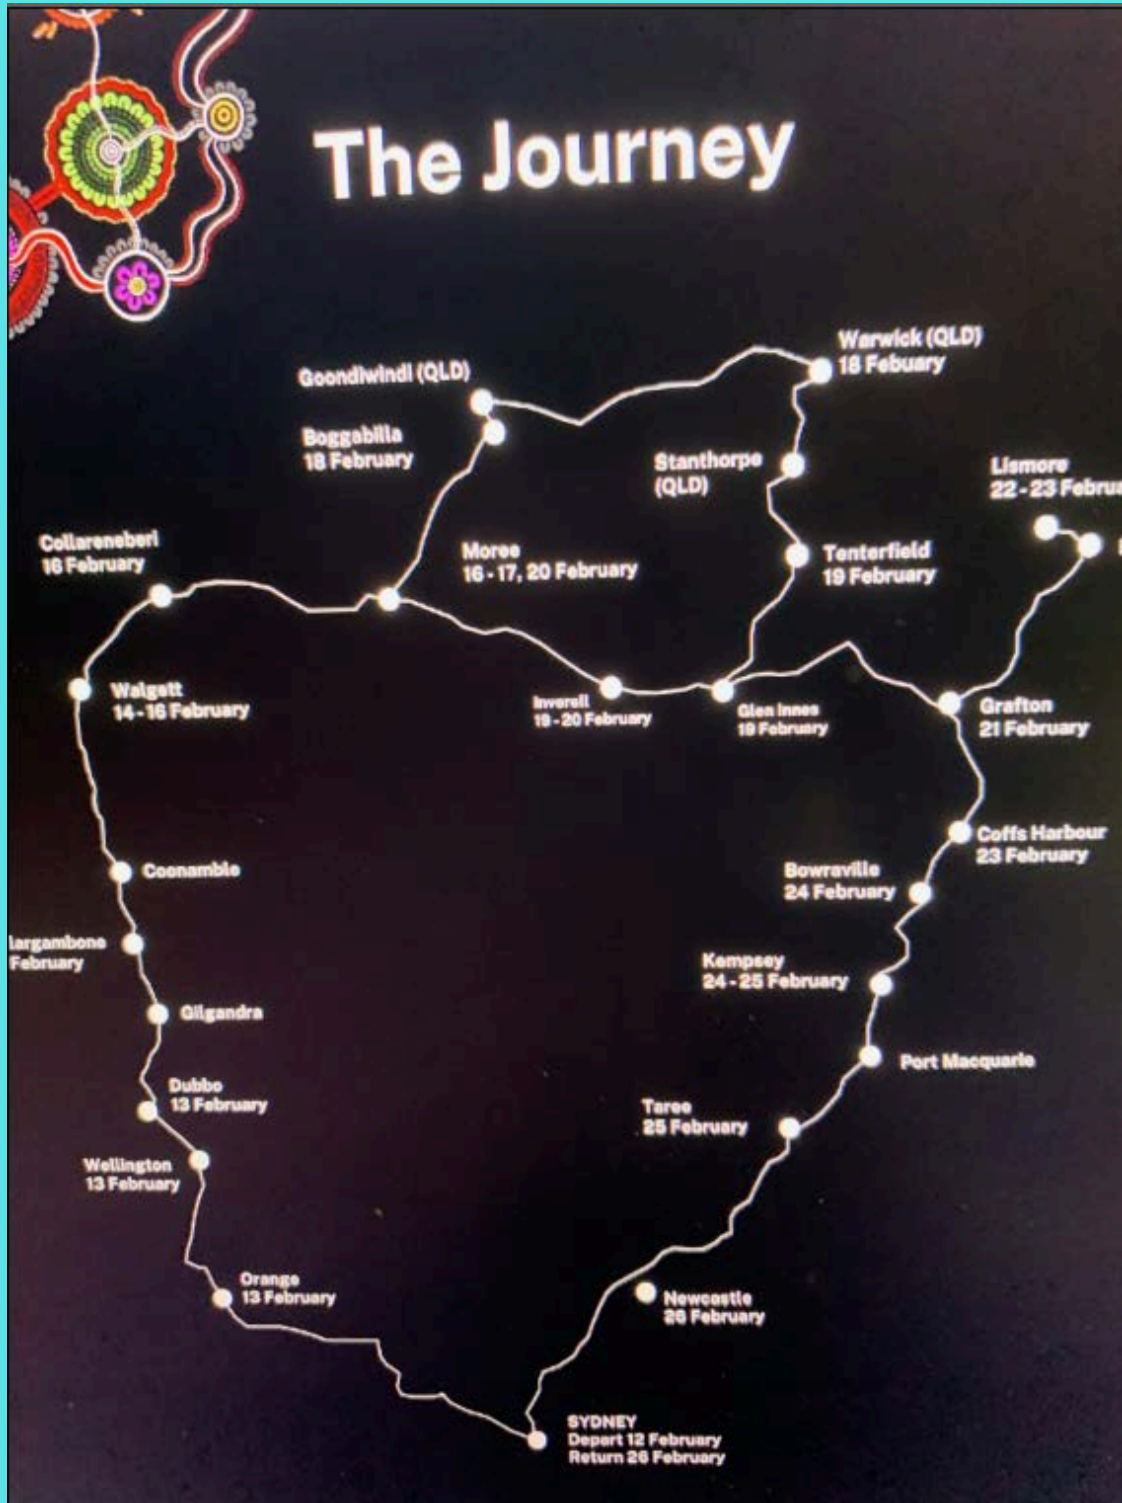 The Journey
Warwick (QLD)
18 Febuary
Goondiwindi (QLD)
Boggabilla
18 February
Stanthorpe
(QLD)
Lismore
22 - 23 Februa
Collarenebri
16 February
Moree
16 - 17, 20 February
Tenterfield
19 February
Walgett
14 - 16 February
Inverell
19 - 20 February
Glen Innes
19 February
Grafton
21 February
Coffs Harbour
23 February
Bowraville
24 February
Coonamble
largambone
February
Kempsey
24 - 25 February
Gilgandra
Port Macquarie
Dubbo
13 February
Taree
25 February
Wellington
13 February
Orange
13 February
Newcastle
26 February
SYDNEY
Depart 12 February
Return 26 February